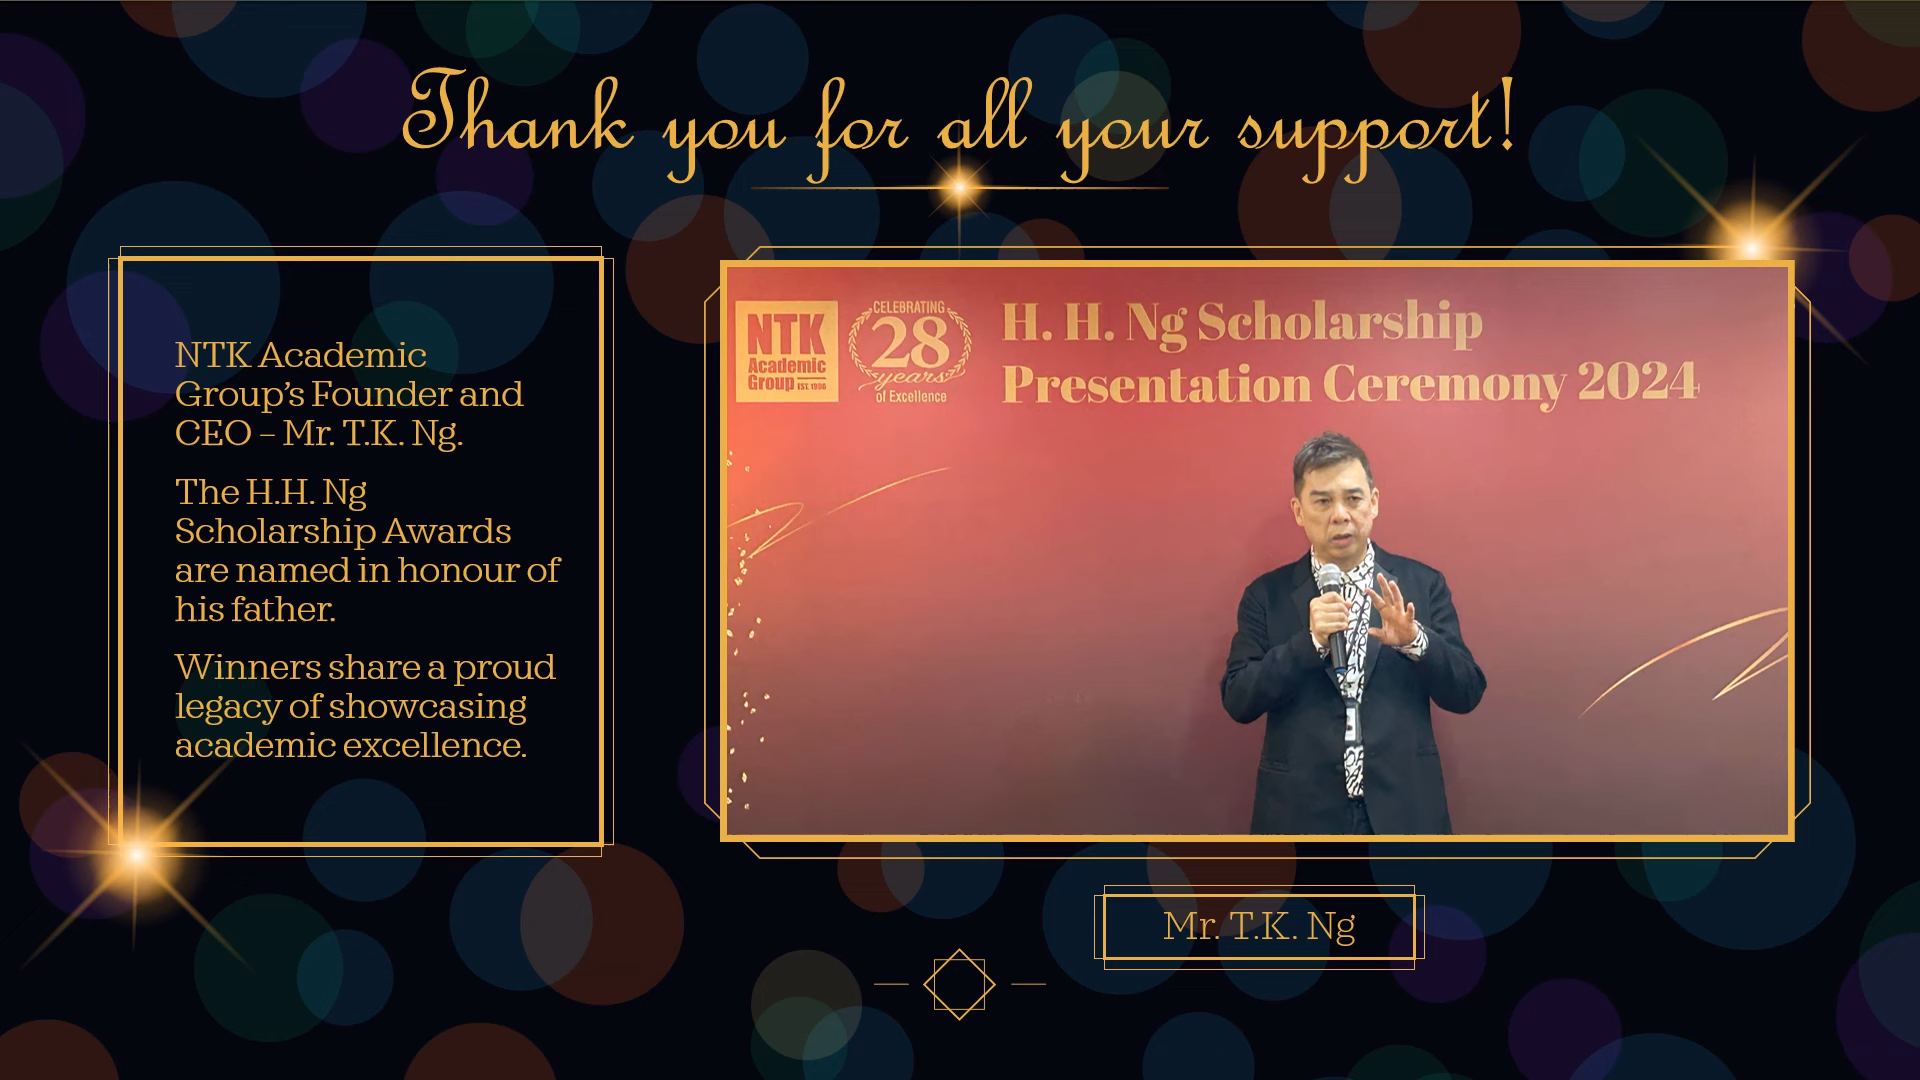 Thank you for all your support!
NTK Academic
Group’s Founder and
CEO – Mr. T.K. Ng.
The H.H. Ng
Scholarship Awards
are named in honour of
his father.
Winners share a proud
legacy of showcasing
academic excellence.
NTK
Academic
Group EST. 1996
CELEBRATING
28
years
of Excellence
H. H. Ng Scholarship
Presentation Ceremony 2024
Mr. T.K. Ng